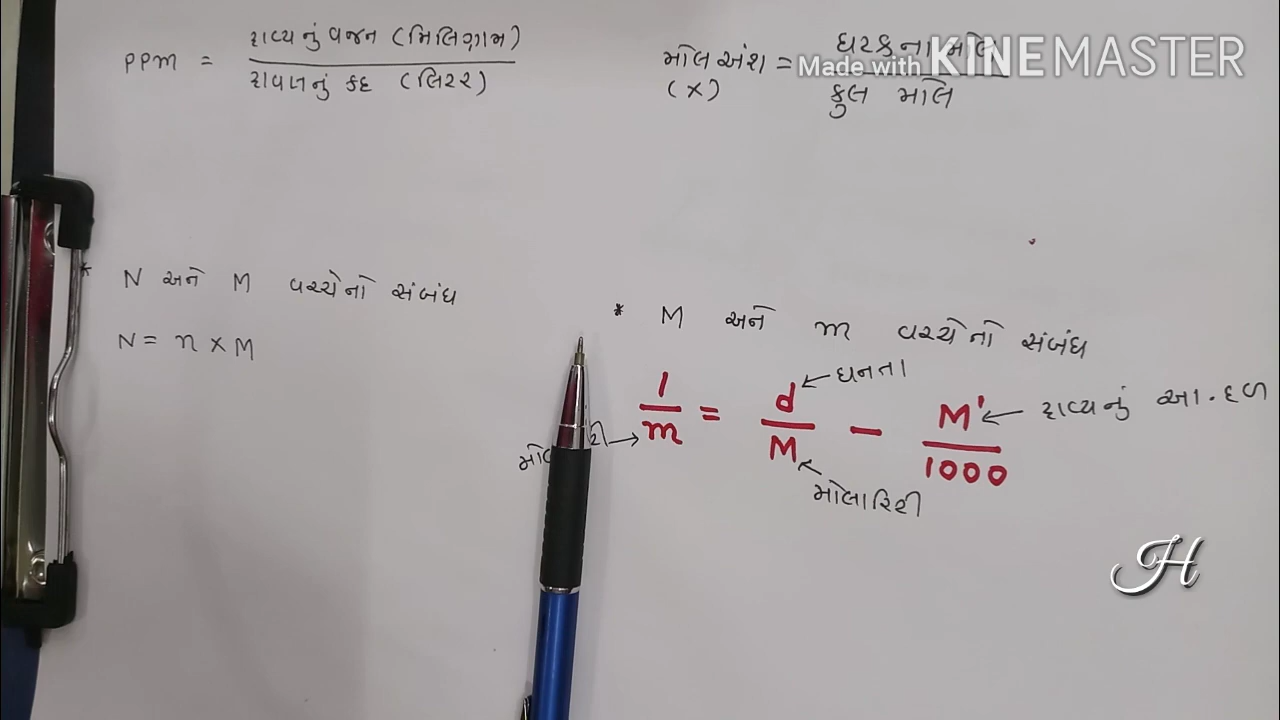 PPM = દ્રાવ્યનું વજન (મિલિગ્રામ)
દ્રાવણનું કદ (લિટર)
મોલ અંશ = ઘટકના મોલ
(x) કુલ મોલ
Made with KINEMASTER
* N અને M વચ્ચેનો સંબંધ
N = n × M
* M અને m વચ્ચેનો સંબંધ
1/m = d/M - M'/1000
ઘનતા
દ્રાવ્યનું આ.દળ
મોલારિટી
H